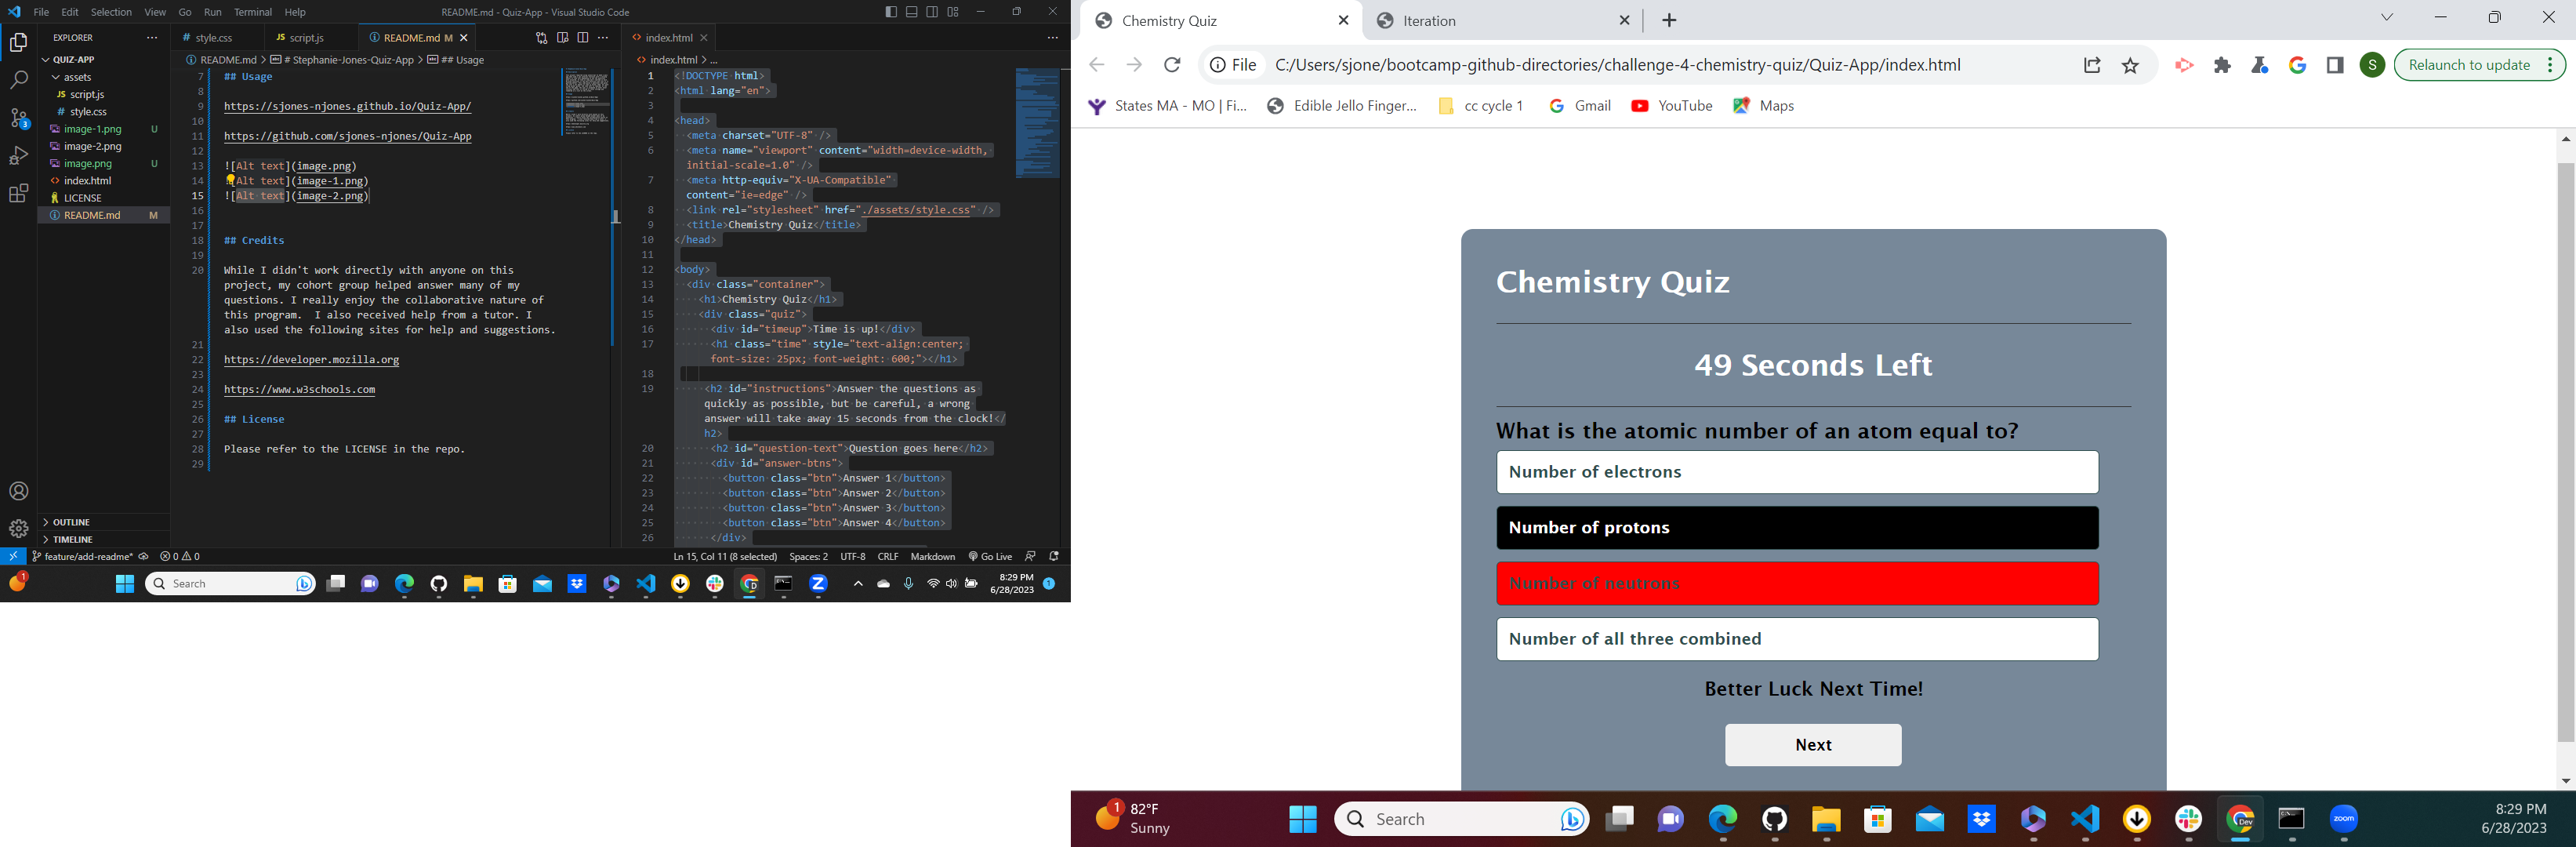 File Edit Selection View Go Run Terminal Help
README.md - Quiz-App - Visual Studio Code
EXPLORER
QUIZ-APP
assets
JS script.js
# style.css
image-1.png U
image-2.png
image.png U
<> index.html
LICENSE
README.md M
OUTLINE
TIMELINE
3
# style.css JS script.js README.md M
README.md > # Stephanie-Jones-Quiz-App > ## Usage
7 ## Usage
8
9 https://sjones-njones.github.io/Quiz-App/
10
11 https://github.com/sjones-njones/Quiz-App
12
13 ![Alt text](image.png)
14 ![Alt text](image-1.png)
15 ![Alt text](image-2.png)
16
17
18 ## Credits
19
20 While I didn't work directly with anyone on this
project, my cohort group helped answer many of my
questions. I really enjoy the collaborative nature of
this program.  I also received help from a tutor. I
also used the following sites for help and suggestions.
21
22 https://developer.mozilla.org
23
24 https://www.w3schools.com
25
26 ## License
27
28 Please refer to the LICENSE in the repo.
29
<> index.html
<> index.html > ...
1 <!DOCTYPE html>
2 <html lang="en">
3
4 <head>
5 <meta charset="UTF-8" />
6 <meta name="viewport" content="width=device-width,
initial-scale=1.0" />
7 <meta http-equiv="X-UA-Compatible"
content="ie=edge" />
8 <link rel="stylesheet" href="./assets/style.css" />
9 <title>Chemistry Quiz</title>
10 </head>
11
12 <body>
13 <div class="container">
14 <h1>Chemistry Quiz</h1>
15 <div class="quiz">
16 <div id="timeup">Time is up!</div>
17 <h1 class="time" style="text-align:center;
font-size: 25px; font-weight: 600;"></h1>
18
19 <h2 id="instructions">Answer the questions as
quickly as possible, but be careful, a wrong
answer will take away 15 seconds from the clock!</
h2>
20 <h2 id="question-text">Question goes here</h2>
21 <div id="answer-btns">
22 <button class="btn">Answer 1</button>
23 <button class="btn">Answer 2</button>
24 <button class="btn">Answer 3</button>
25 <button class="btn">Answer 4</button>
26 </div>
feature/add-readme* 0 0
Ln 15, Col 11 (8 selected) Spaces: 2 UTF-8 CRLF Markdown Go Live
1
Search
8:29 PM
6/28/2023
1
Chemistry Quiz
Iteration
File C:/Users/sjone/bootcamp-github-directories/challenge-4-chemistry-quiz/Quiz-App/index.html
S
Relaunch to update
States MA - MO | Fi...
Edible Jello Finger...
cc cycle 1
Gmail
YouTube
Maps
Chemistry Quiz
49 Seconds Left
What is the atomic number of an atom equal to?
Number of electrons
Number of protons
Number of neutrons
Number of all three combined
Better Luck Next Time!
Next
1
82°F
Sunny
Search
Dev
zoom
8:29 PM
6/28/2023